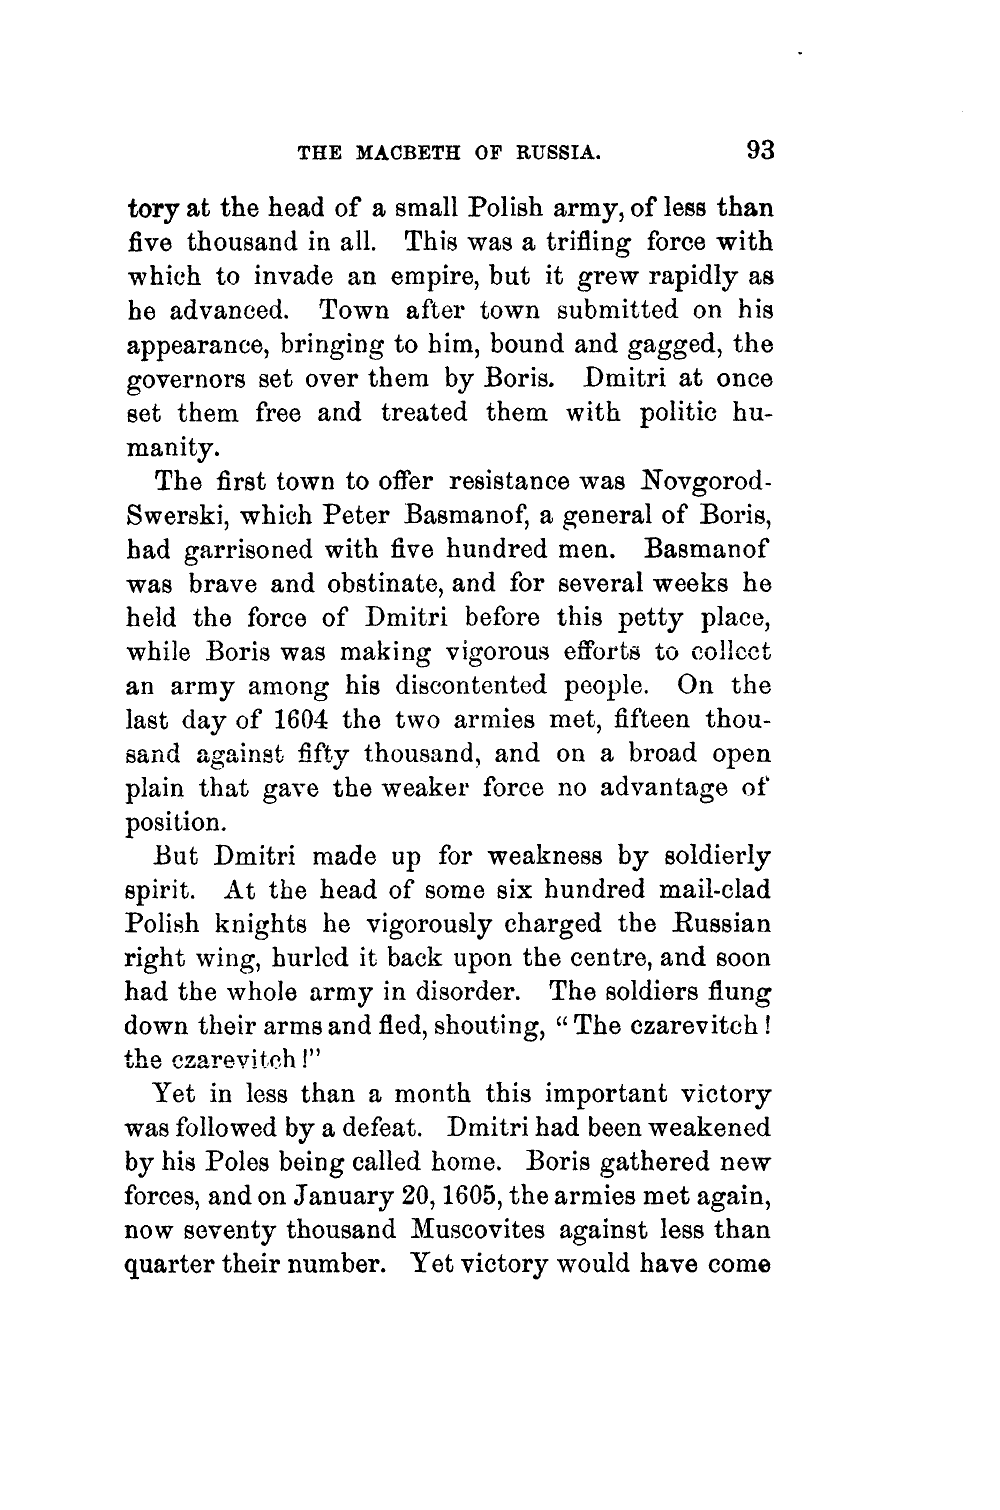 THE MACBETH OF RUSSIA. 93
tory at the head of a small Polish army, of less than
five thousand in all. This was a trifling force with
which to invade an empire, but it grew rapidly as
he advanced. Town after town submitted on his
appearance, bringing to him, bound and gagged, the
governors set over them by Boris. Dmitri at once
set them free and treated them with politic hu-
manity.
The first town to offer resistance was Novgorod-
Swerski, which Peter Basmanof, a general of Boris,
had garrisoned with five hundred men. Basmanof
was brave and obstinate, and for several weeks he
held the force of Dmitri before this petty place,
while Boris was making vigorous efforts to collect
an army among his discontented people. On the
last day of 1604 the two armies met, fifteen thou-
sand against fifty thousand, and on a broad open
plain that gave the weaker force no advantage of
position.
But Dmitri made up for weakness by soldierly
spirit. At the head of some six hundred mail-clad
Polish knights he vigorously charged the Russian
right wing, hurled it back upon the centre, and soon
had the whole army in disorder. The soldiers flung
down their arms and fled, shouting, “The czarevitch!
the czarevitch!”
Yet in less than a month this important victory
was followed by a defeat. Dmitri had been weakened
by his Poles being called home. Boris gathered new
forces, and on January 20, 1605, the armies met again,
now seventy thousand Muscovites against less than
quarter their number. Yet victory would have come